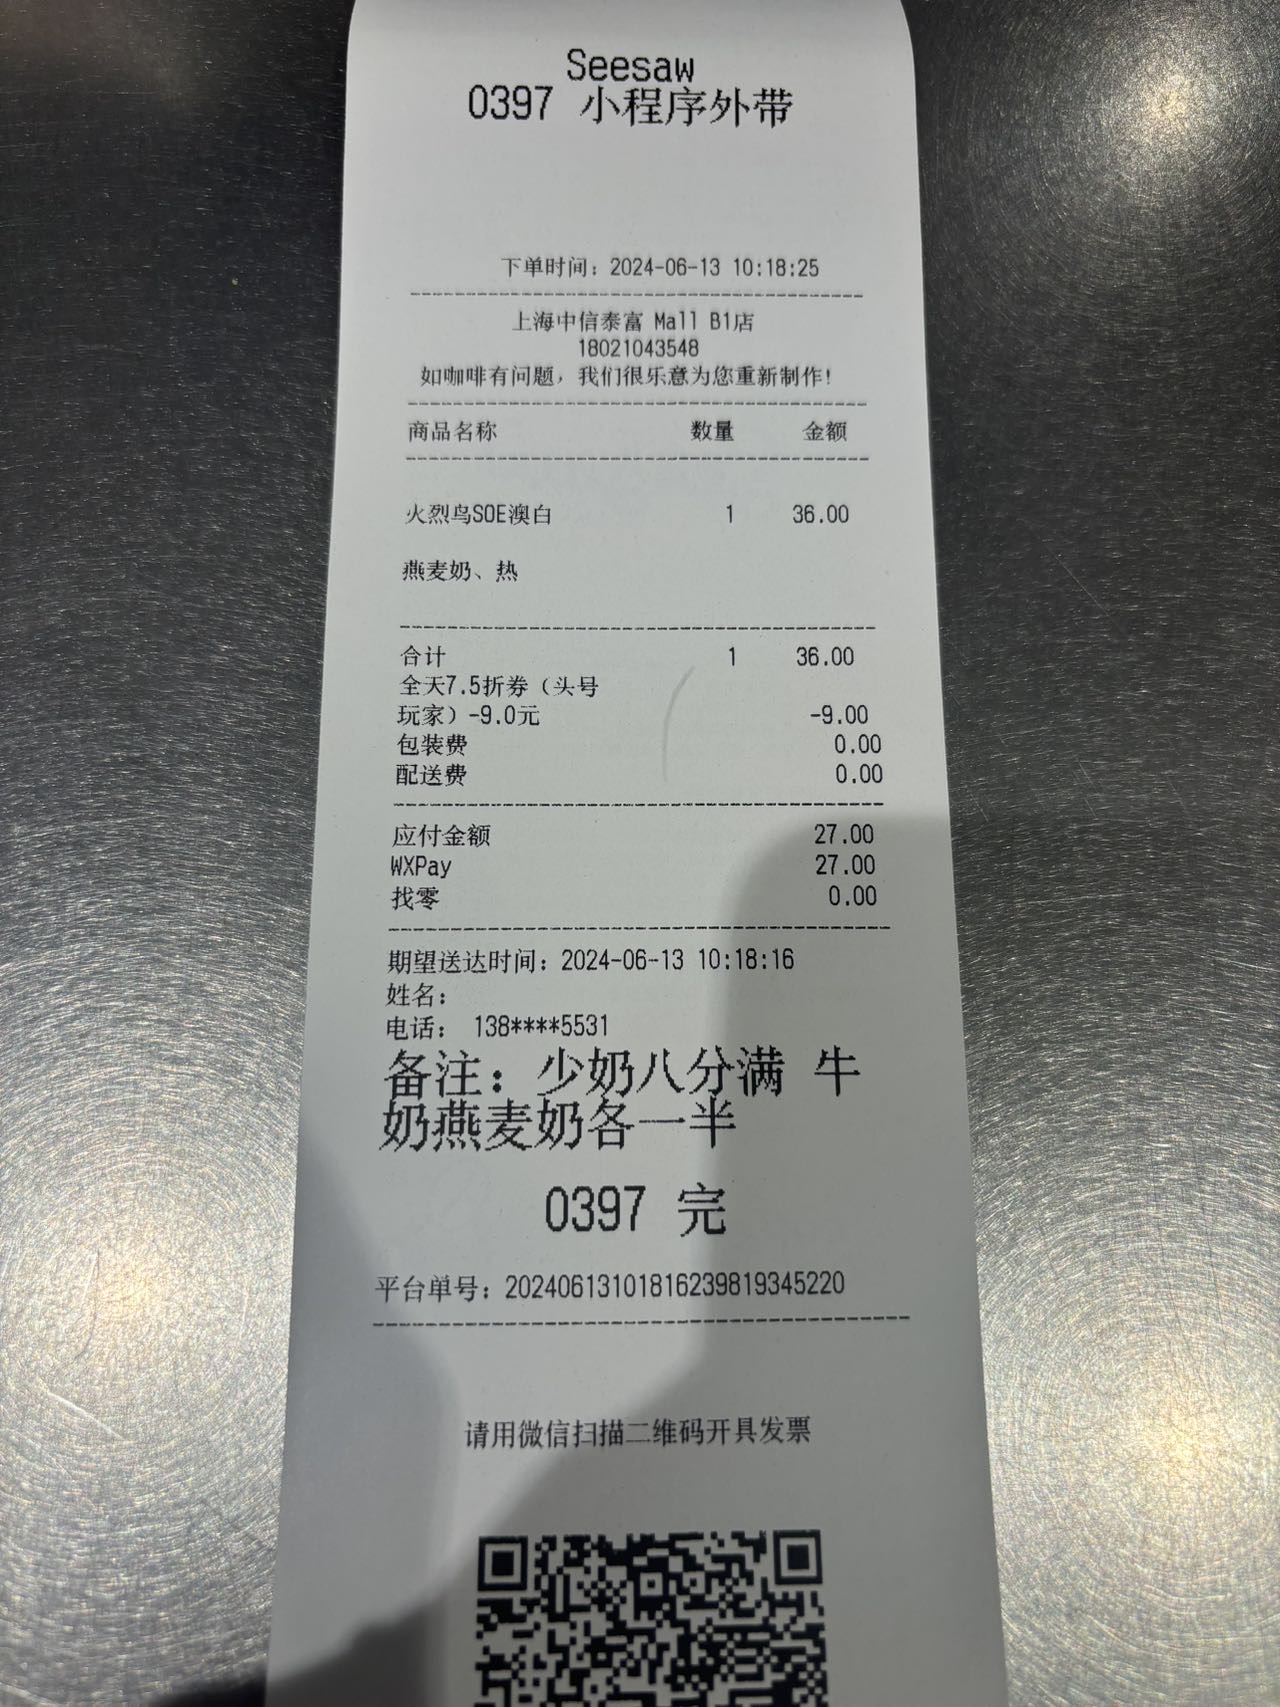 Seesaw
0397 小程序外带
下单时间：2024-06-13 10:18:25
上海中信泰富 Mall B1店
18021043548
如咖啡有问题，我们很乐意为您重新制作!
商品名称 数量 金额
火烈鸟SOE澳白 1 36.00
燕麦奶、热
合计 1 36.00
全天7.5折券（头号
玩家）-9.0元 -9.00
包装费 0.00
配送费 0.00
应付金额 27.00
WXPay 27.00
找零 0.00
期望送达时间：2024-06-13 10:18:16
姓名：
电话： 138****5531
备注：少奶八分满 牛
奶燕麦奶各一半
0397 完
平台单号：20240613101816239819345220
请用微信扫描二维码开具发票